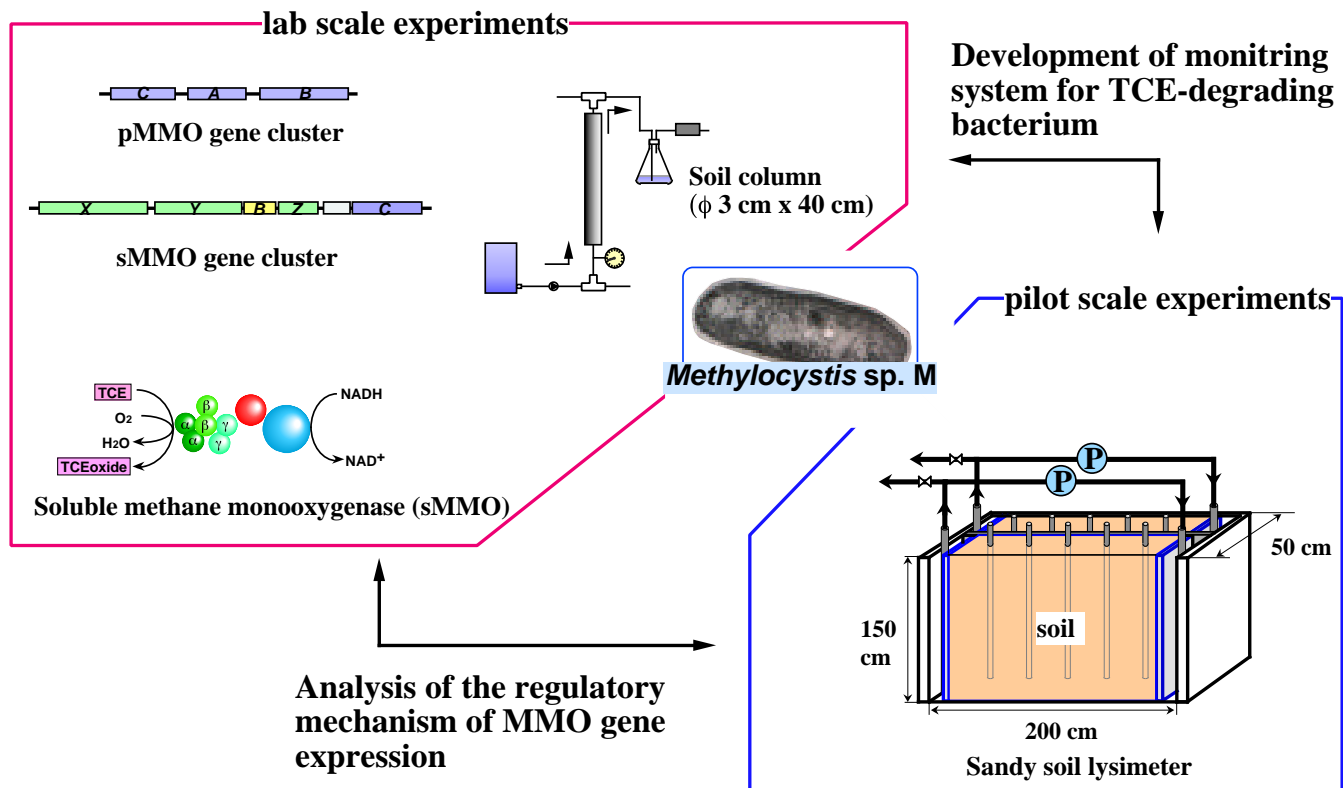 lab scale experiments
C A B
pMMO gene cluster
X Y B Z C
sMMO gene cluster
Soil column
(ϕ 3 cm x 40 cm)
TCE
O2
H2O
TCEoxide
α α β β γ γ
NADH
NAD+
Soluble methane monooxygenase (sMMO)
Development of monitring
system for TCE-degrading
bacterium
Methylocystis sp. M
pilot scale experiments
P
P
50 cm
150
cm
soil
200 cm
Sandy soil lysimeter
Analysis of the regulatory
mechanism of MMO gene
expression